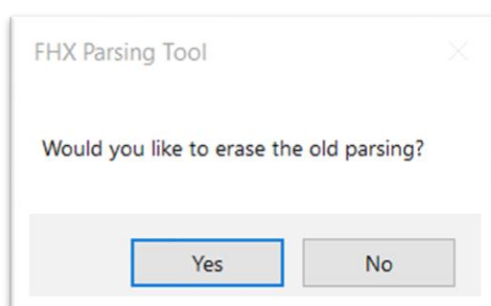 FHX Parsing Tool
Would you like to erase the old parsing?
Yes No